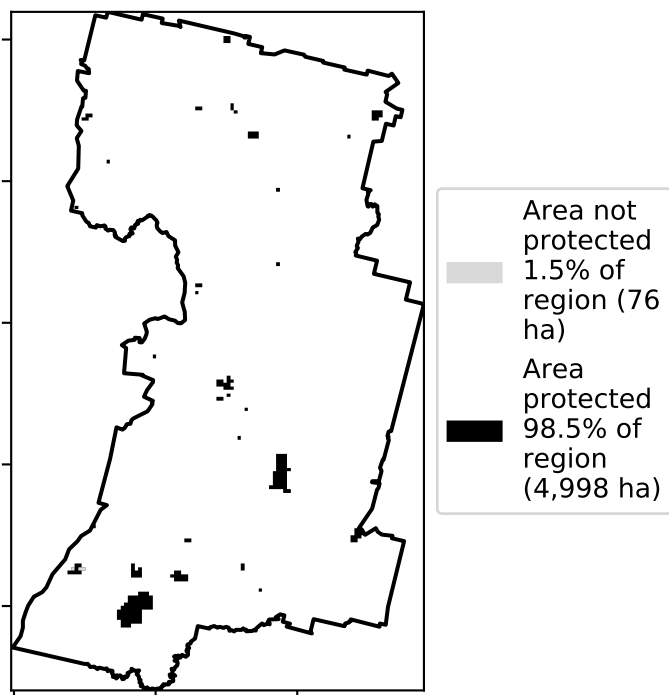 Area not
protected
1.5% of
region (76
ha)
Area
protected
98.5% of
region
(4,998 ha)